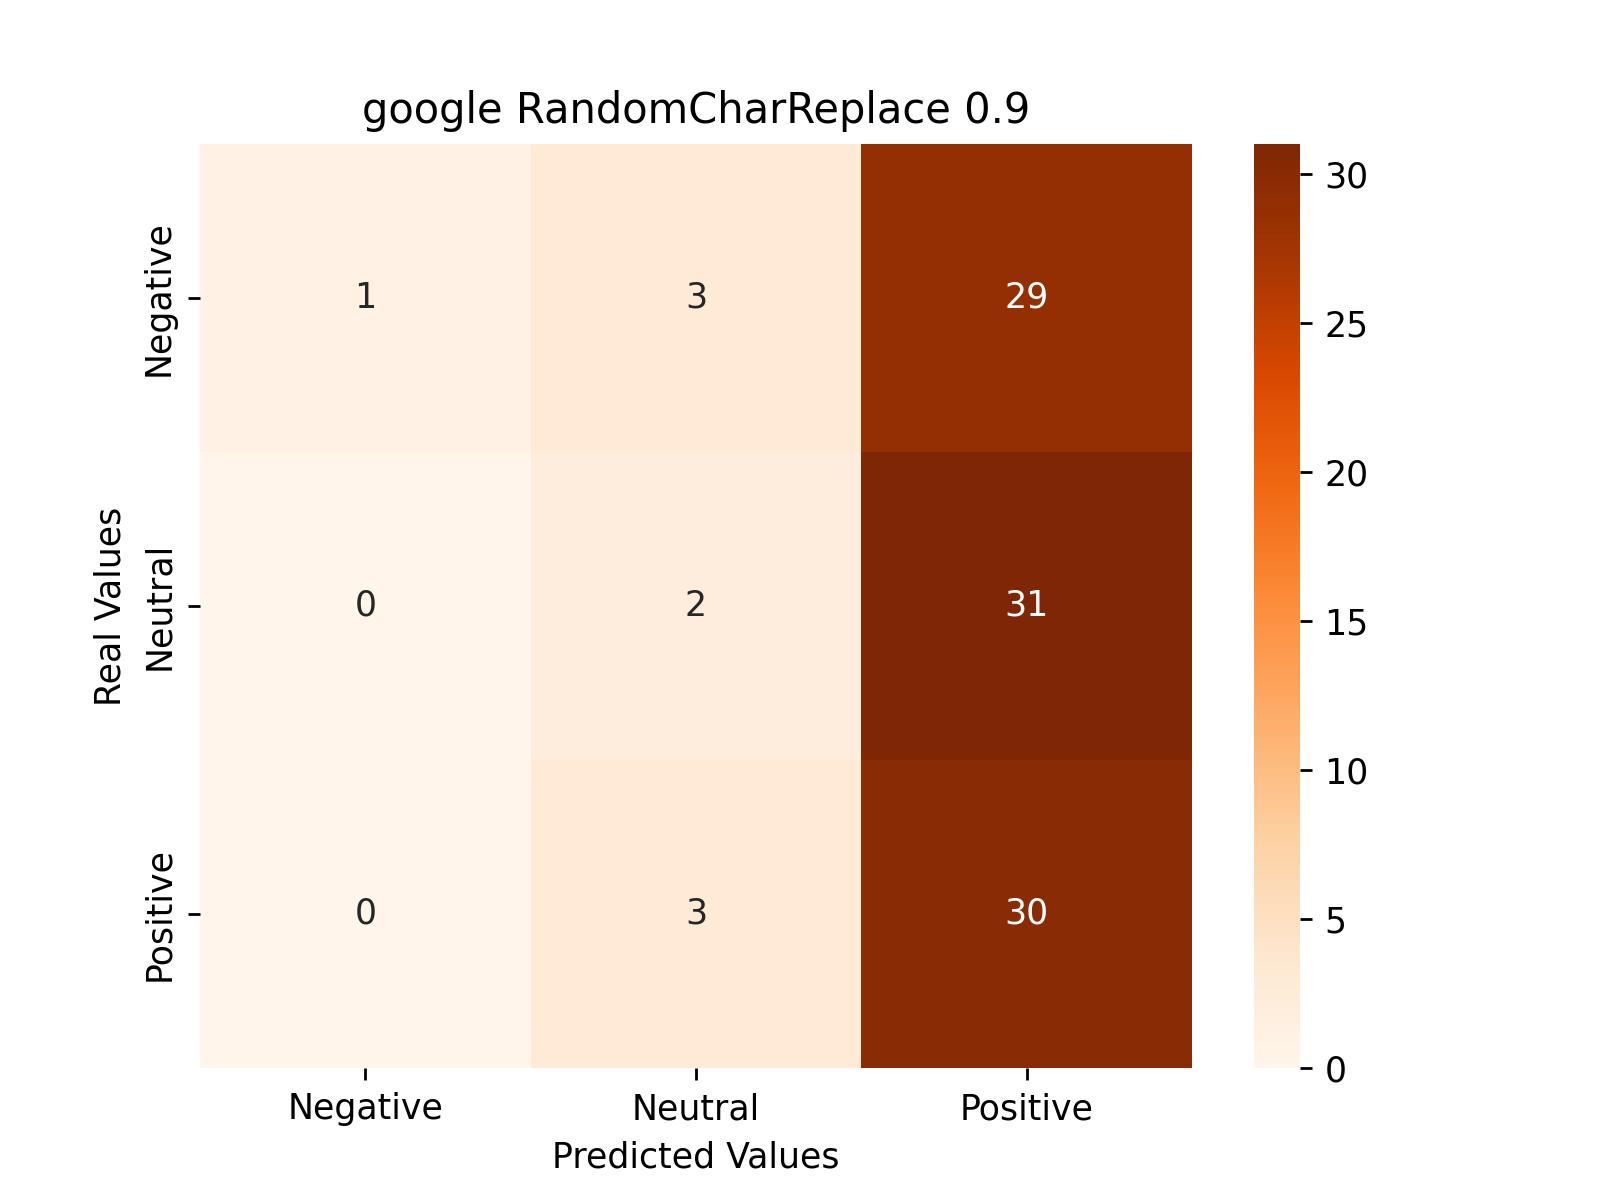 google RandomCharReplace 0.9
Real Values
Negative
1 3 29
Neutral
0 2 31
Positive
0 3 30
Negative Neutral Positive
Predicted Values
30
25
20
15
10
5
0